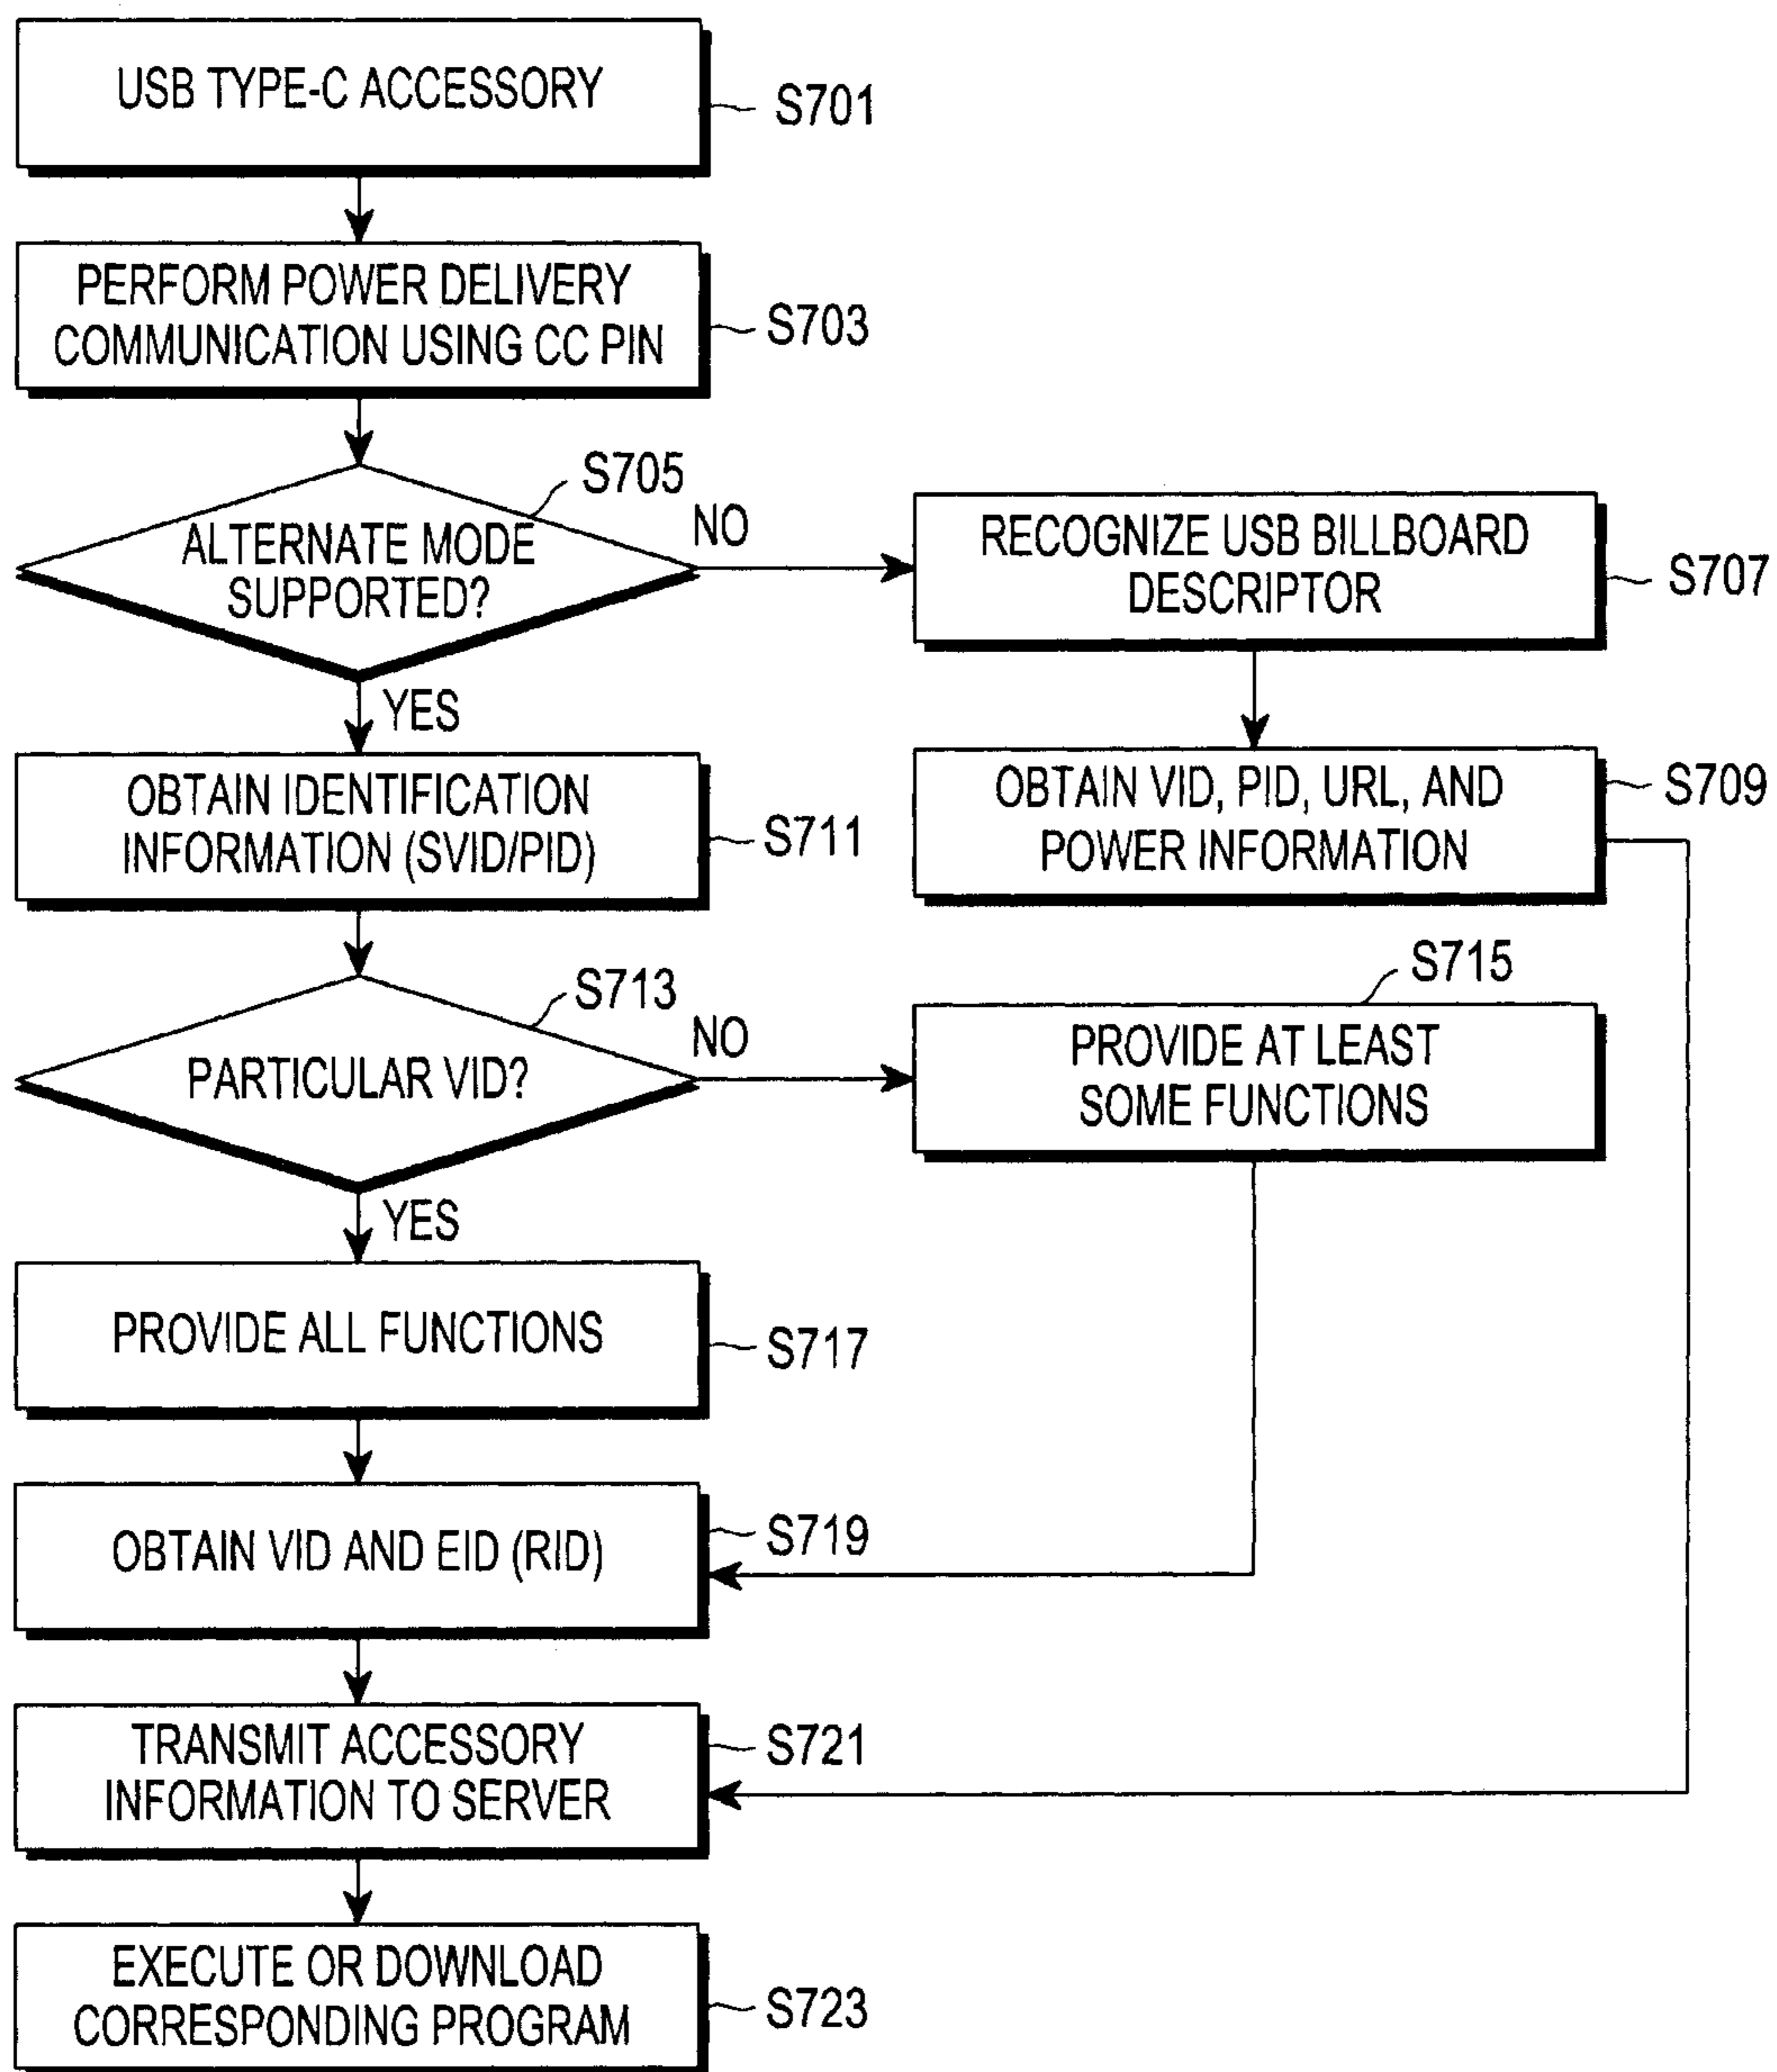 USB TYPE-C ACCESSORY
S701
PERFORM POWER DELIVERY
COMMUNICATION USING CC PIN
S703
S705
ALTERNATE MODE
SUPPORTED?
NO
RECOGNIZE USB BILLBOARD
DESCRIPTOR
S707
YES
OBTAIN IDENTIFICATION
INFORMATION (SVID/PID)
S711
OBTAIN VID, PID, URL, AND
POWER INFORMATION
S709
S713
PARTICULAR VID?
NO
S715
PROVIDE AT LEAST
SOME FUNCTIONS
YES
PROVIDE ALL FUNCTIONS
S717
OBTAIN VID AND EID (RID)
S719
TRANSMIT ACCESSORY
INFORMATION TO SERVER
S721
EXECUTE OR DOWNLOAD
CORRESPONDING PROGRAM
S723